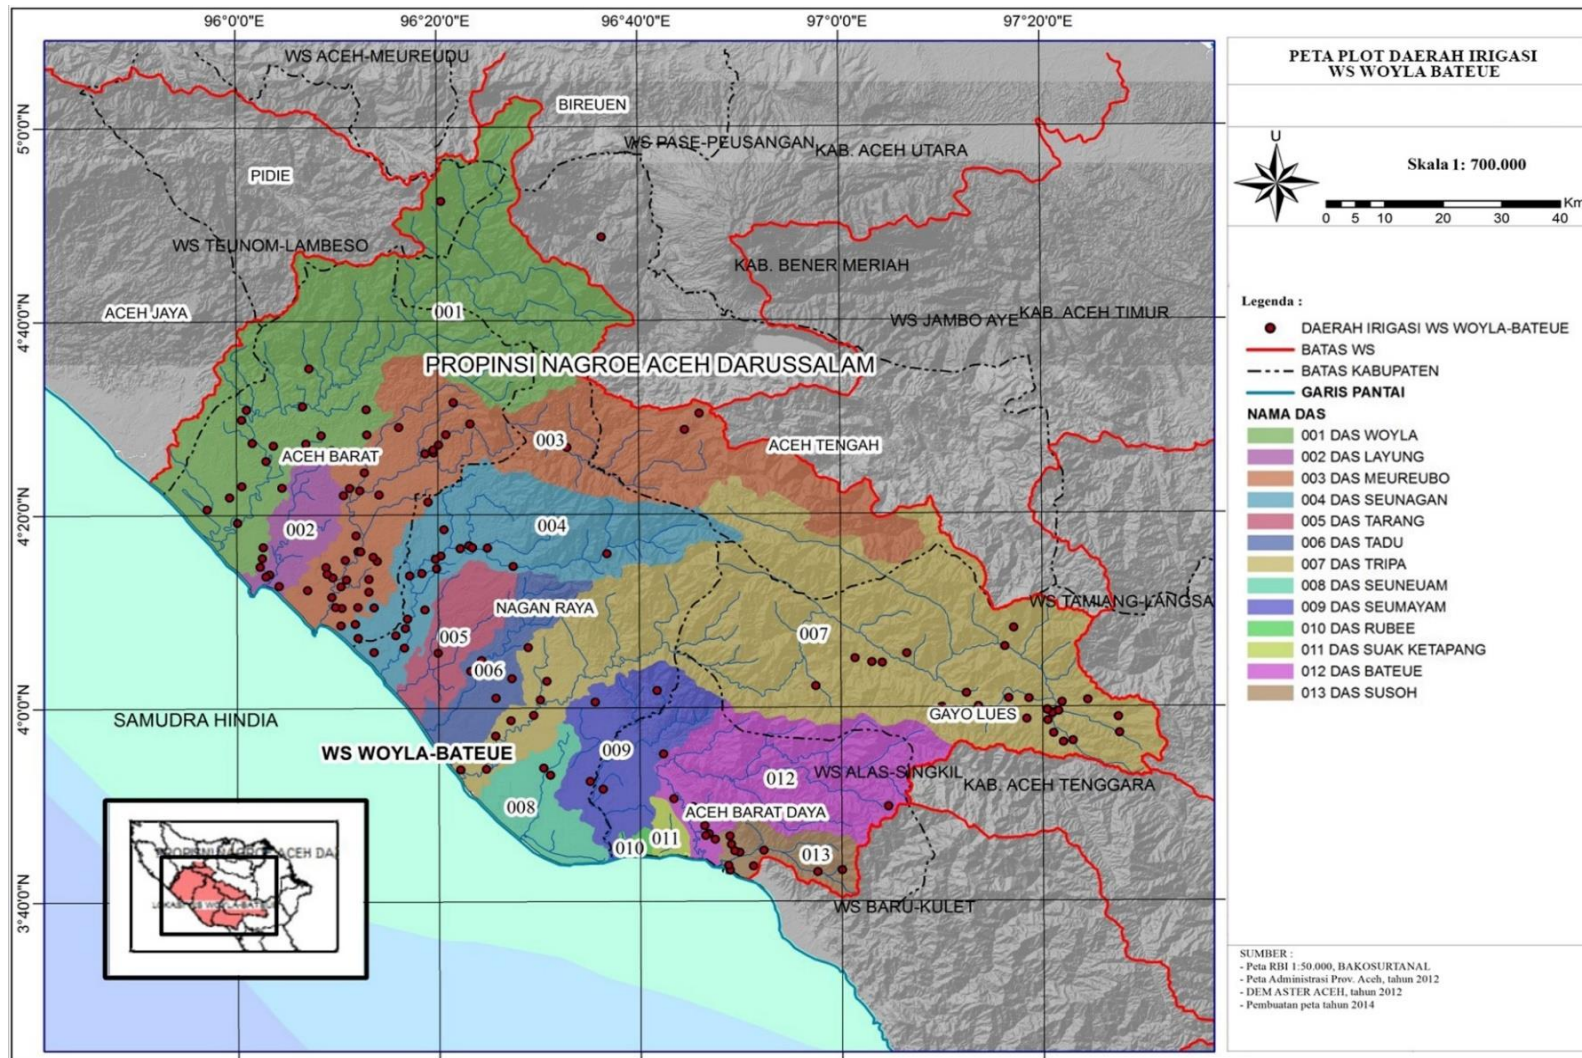 96°0'0"E
96°20'0"E
96°40'0"E
97°0'0"E
97°20'0"E
5°0'0"N
4°40'0"N
4°20'0"N
4°0'0"N
3°40'0"N
WS ACEH-MEUREUDU
BIREUEN
WS PASE-PEUSANGAN
KAB. ACEH UTARA
PIDIE
WS TEUNOM-LAMBESO
KAB. BENER MERIAH
ACEH JAYA
001
WS JAMBO AYE
KAB. ACEH TIMUR
PROPINSI NAGROE ACEH DARUSSALAM
003
ACEH TENGAH
ACEH BARAT
002
004
WS TAMIANG-LANGSA
NAGAN RAYA
005
007
006
SAMUDRA HINDIA
GAYO LUES
WS WOYLA-BATEUE
009
012
WS ALAS-SINGKIL
KAB. ACEH TENGGARA
008
ACEH BARAT DAYA
011
010
013
WS BARU-KULET
PETA PLOT DAERAH IRIGASI
WS WOYLA BATEUE
U
Skala 1: 700.000
Km
0 5 10 20 30 40
Legenda :
DAERAH IRIGASI WS WOYLA-BATEUE
BATAS WS
BATAS KABUPATEN
GARIS PANTAI
NAMA DAS
001 DAS WOYLA
002 DAS LAYUNG
003 DAS MEUREUBO
004 DAS SEUNAGAN
005 DAS TARANG
006 DAS TADU
007 DAS TRIPA
008 DAS SEUNEUAM
009 DAS SEUMAYAM
010 DAS RUBEE
011 DAS SUAK KETAPANG
012 DAS BATEUE
013 DAS SUSOH
SUMBER :
- Peta RBI 1:50.000, BAKOSURTANAL
- Peta Administrasi Prov. Aceh, tahun 2012
- DEM ASTER ACEH, tahun 2012
- Pembuatan peta tahun 2014